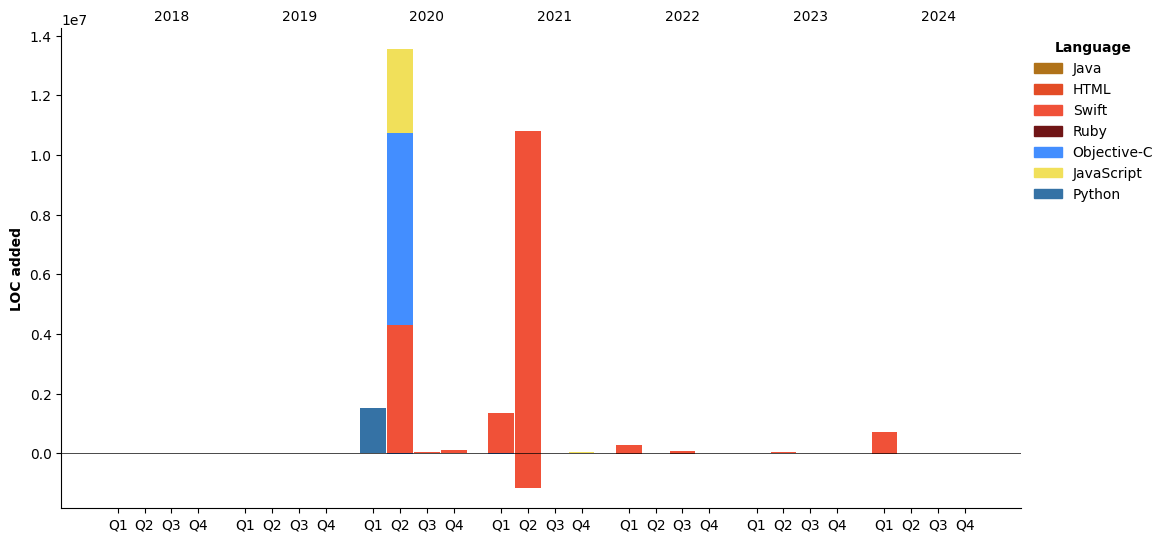 1e7 2018 2019 2020 2021 2022 2023 2024
1.4
1.2
1.0
0.8
0.6
0.4
0.2
0.0
LOC added
Language
Java
HTML
Swift
Ruby
Objective-C
JavaScript
Python
Q1 Q2 Q3 Q4 Q1 Q2 Q3 Q4 Q1 Q2 Q3 Q4 Q1 Q2 Q3 Q4 Q1 Q2 Q3 Q4 Q1 Q2 Q3 Q4 Q1 Q2 Q3 Q4